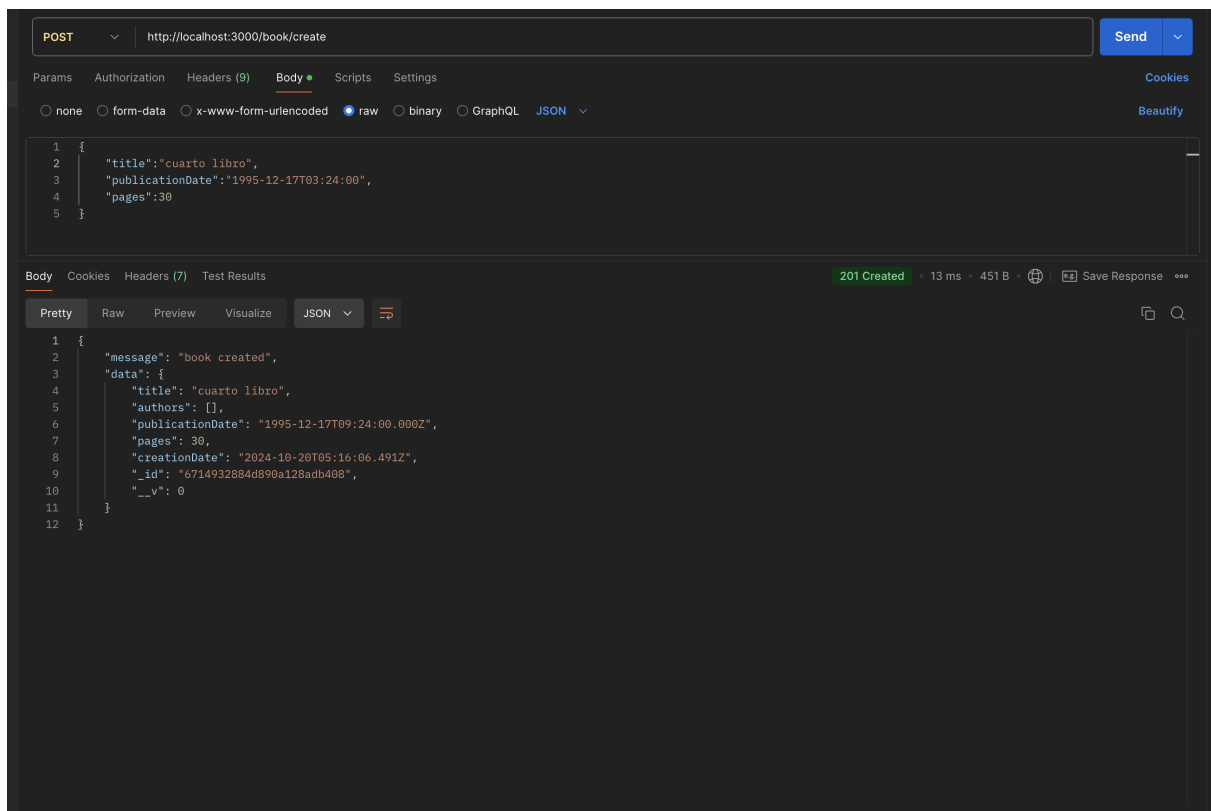 POST http://localhost:3000/book/create Send
Params Authorization Headers (9) Body Scripts Settings Cookies
none form-data x-www-form-urlencoded raw binary GraphQL JSON Beautify
1 {
2 "title":"cuarto libro",
3 "publicationDate":"1995-12-17T03:24:00",
4 "pages":30
5 }
Body Cookies Headers (7) Test Results 201 Created 13 ms 451 B e.g. Save Response
Pretty Raw Preview Visualize JSON
1 {
2 "message": "book created",
3 "data": {
4 "title": "cuarto libro",
5 "authors": [],
6 "publicationDate": "1995-12-17T09:24:00.000Z",
7 "pages": 30,
8 "creationDate": "2024-10-20T05:16:06.491Z",
9 "_id": "6714932884d890a128adb408",
10 "__v": 0
11 }
12 }